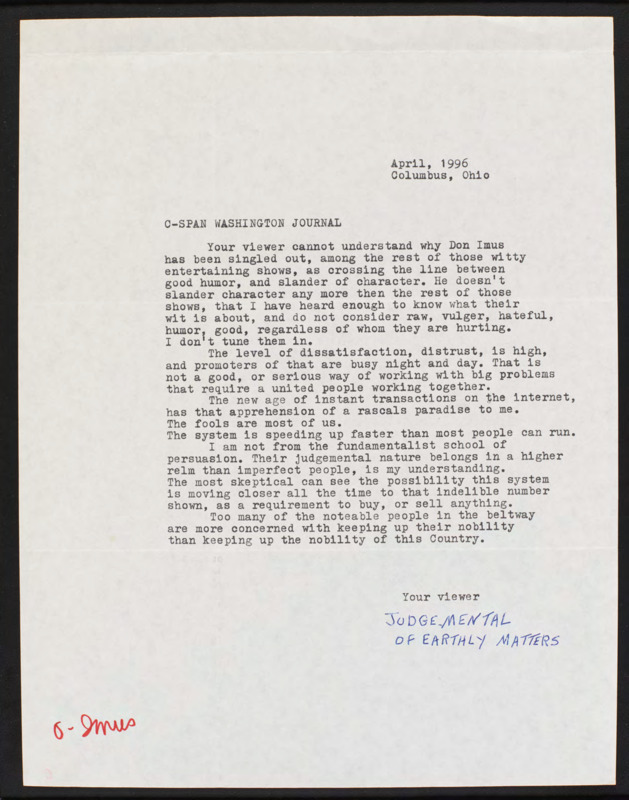 April, 1996
Columbus, Ohio
C-SPAN WASHINGTON JOURNAL
Your viewer cannot understand why Don Imus
has been singled out, among the rest of those witty
entertaining shows, as crossing the line between
good humor, and slander of character. He doesn't
slander character any more then the rest of those
shows, that I have heard enough to know what their
wit is about, and do not consider raw, vulger, hateful,
humor, good, regardless of whom they are hurting.
I don't tune them in.
The level of dissatisfaction, distrust, is high,
and promoters of that are busy night and day. That is
not a good, or serious way of working with big problems
that require a united people working together.
The new age of instant transactions on the internet,
has that apprehension of a rascals paradise to me.
The fools are most of us.
The system is speeding up faster than most people can run.
I am not from the fundamentalist school of
persuasion. Their judgemental nature belongs in a higher
relm than imperfect people, is my understanding.
The most skeptical can see the possibility this system
is moving closer all the time to that indelible number
shown, as a requirement to buy, or sell anything.
Too many of the noteable people in the beltway
are more concerned with keeping up their nobility
than keeping up the nobility of this Country.
Your viewer
JUDGEMENTAL
OF EARTHLY MATTERS
O- Imus